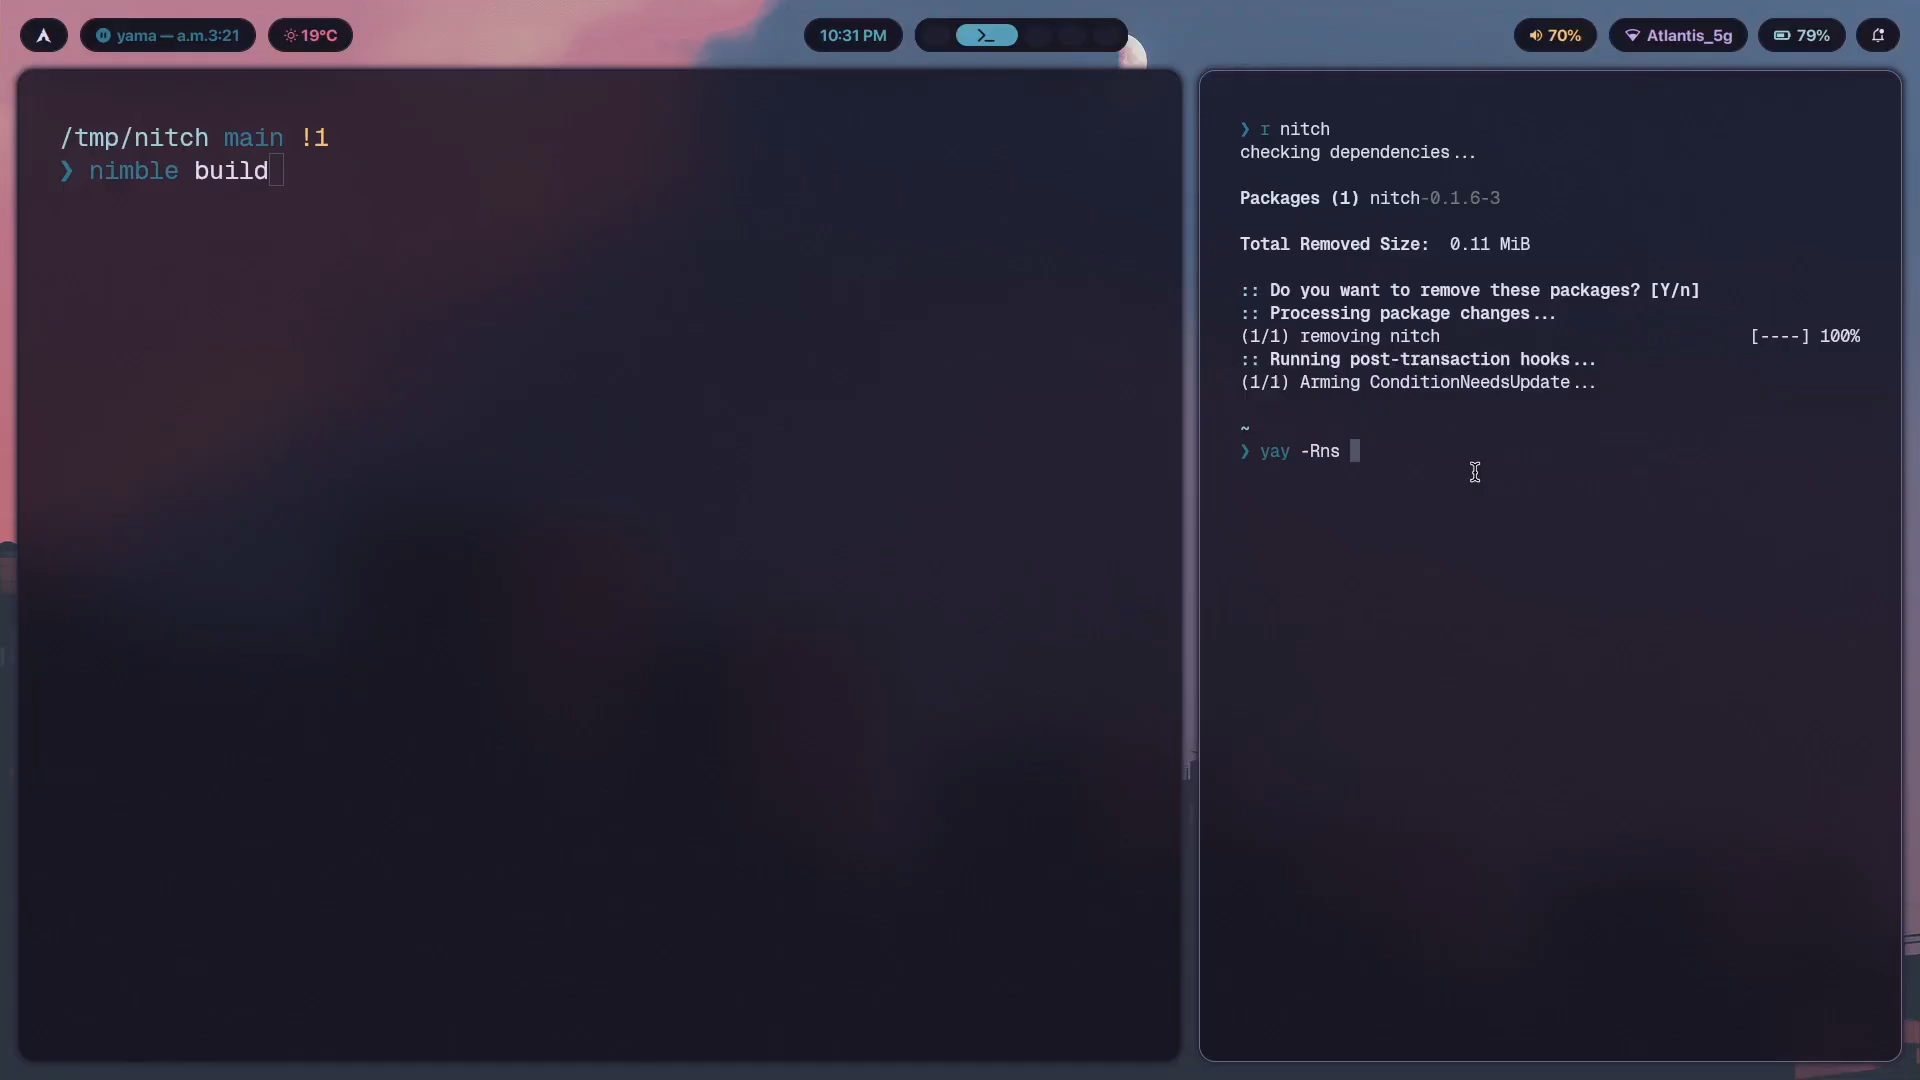 yama — a.m.3:21
19°C
10:31 PM
70%
Atlantis_5g
79%
/tmp/nitch main !1
❯ nimble build
❯ r nitch
checking dependencies...
Packages (1) nitch-0.1.6-3
Total Removed Size:  0.11 MiB
:: Do you want to remove these packages? [Y/n]
:: Processing package changes...
(1/1) removing nitch [----] 100%
:: Running post-transaction hooks...
(1/1) Arming ConditionNeedsUpdate...
~
❯ yay -Rns